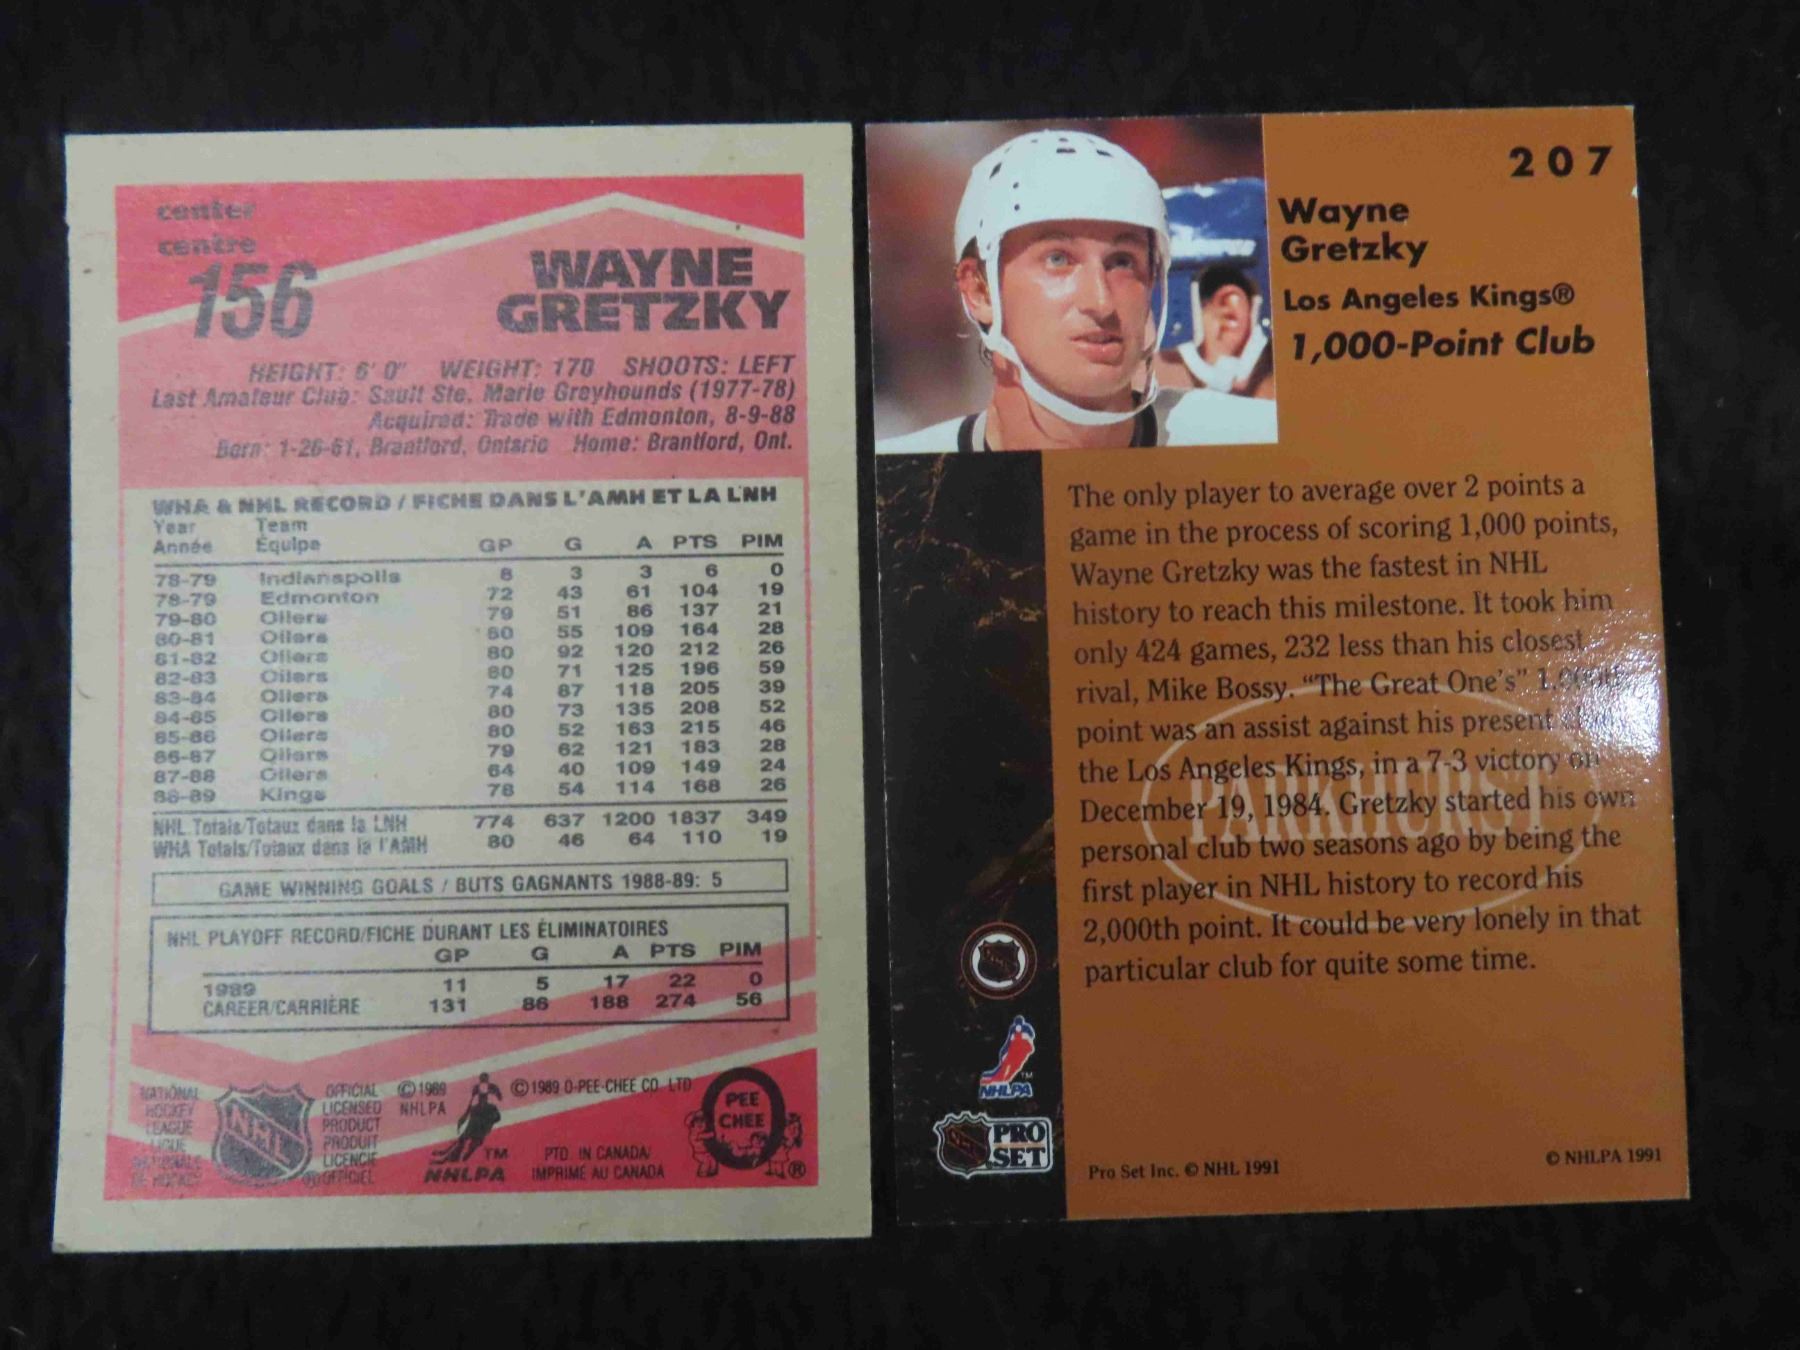 center
centre
156
WAYNE
GRETZKY
HEIGHT: 6' 0" WEIGHT: 170 SHOOTS: LEFT
Last Amateur Club: Sault Ste. Marie Greyhounds (1977-78)
Acquired: Trade with Edmonton, 8-9-88
Born: 1-26-61, Brantford, Ontario Home: Brantford, Ont.
WHA & NHL RECORD / FICHE DANS L'AMH ET LA LNH
Year Team
Année Équipe GP G A PTS PIM
78-79 Indianapolis 8 3 3 6 0
78-79 Edmonton 72 43 61 104 19
79-80 Oilers 79 51 86 137 21
80-81 Oilers 80 55 109 164 28
81-82 Oilers 80 92 120 212 26
82-83 Oilers 80 71 125 196 59
83-84 Oilers 74 87 118 205 39
84-85 Oilers 80 73 135 208 52
85-86 Oilers 80 52 163 215 46
86-87 Oilers 79 62 121 183 28
87-88 Oilers 64 40 109 149 24
88-89 Kings 78 54 114 168 26
NHL Totals/Totaux dans la LNH 774 637 1200 1837 349
WHA Totals/Totaux dans la l'AMH 80 46 64 110 19
GAME WINNING GOALS / BUTS GAGNANTS 1988-89: 5
NHL PLAYOFF RECORD/FICHE DURANT LES ÉLIMINATOIRES
GP G A PTS PIM
1989 11 5 17 22 0
CAREER/CARRIÈRE 131 86 188 274 56
NATIONAL
HOCKEY
LEAGUE
LIGUE
NATIONALE
DE HOCKEY
NHL
OFFICIAL
LICENSED
PRODUCT
PRODUIT
LICENCIÉ
OFFICIEL
© 1989
NHLPA
TM
NHLPA
© 1989 O-PEE-CHEE CO. LTD
PTD. IN CANADA/
IMPRIMÉ AU CANADA
O
PEE
CHEE
®
207
Wayne
Gretzky
Los Angeles Kings®
1,000-Point Club
The only player to average over 2 points a
game in the process of scoring 1,000 points,
Wayne Gretzky was the fastest in NHL
history to reach this milestone. It took him
only 424 games, 232 less than his closest
rival, Mike Bossy. "The Great One's" 1,000th
point was an assist against his present
the Los Angeles Kings, in a 7-3 victory on
December 19, 1984. Gretzky started his own
personal club two seasons ago by being the
first player in NHL history to record his
2,000th point. It could be very lonely in that
particular club for quite some time.
PARKHURST
TM
NHLPA
NHL
PRO
SET
Pro Set Inc. © NHL 1991
© NHLPA 1991